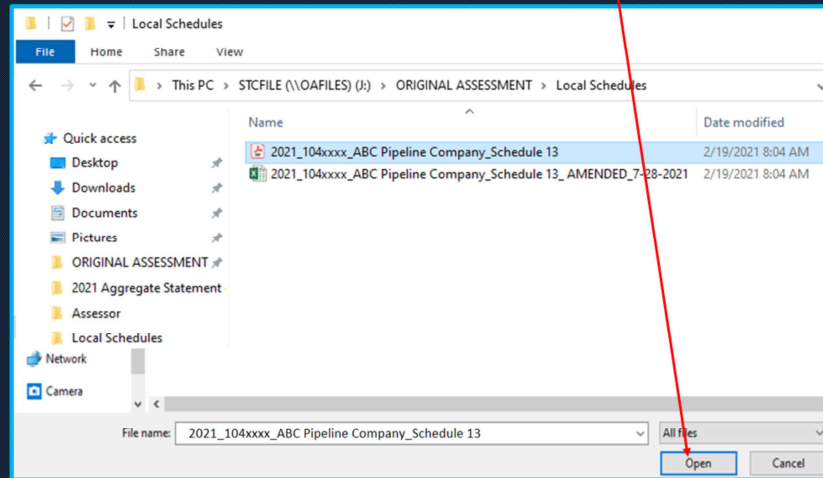 Local Schedules
File Home Share View
This PC > STCFILE (\\OAFILES) (J:) > ORIGINAL ASSESSMENT > Local Schedules
Name Date modified
Quick access
Desktop
Downloads
Documents
Pictures
ORIGINAL ASSESSMENT
2021 Aggregate Statement
Assessor
Local Schedules
Network
Camera
2021_104xxxx_ABC Pipeline Company_Schedule 13 2/19/2021 8:04 AM
2021_104xxxx_ABC Pipeline Company_Schedule 13_ AMENDED_7-28-2021 2/19/2021 8:04 AM
File name: 2021_104xxxx_ABC Pipeline Company_Schedule 13 All files
Open Cancel